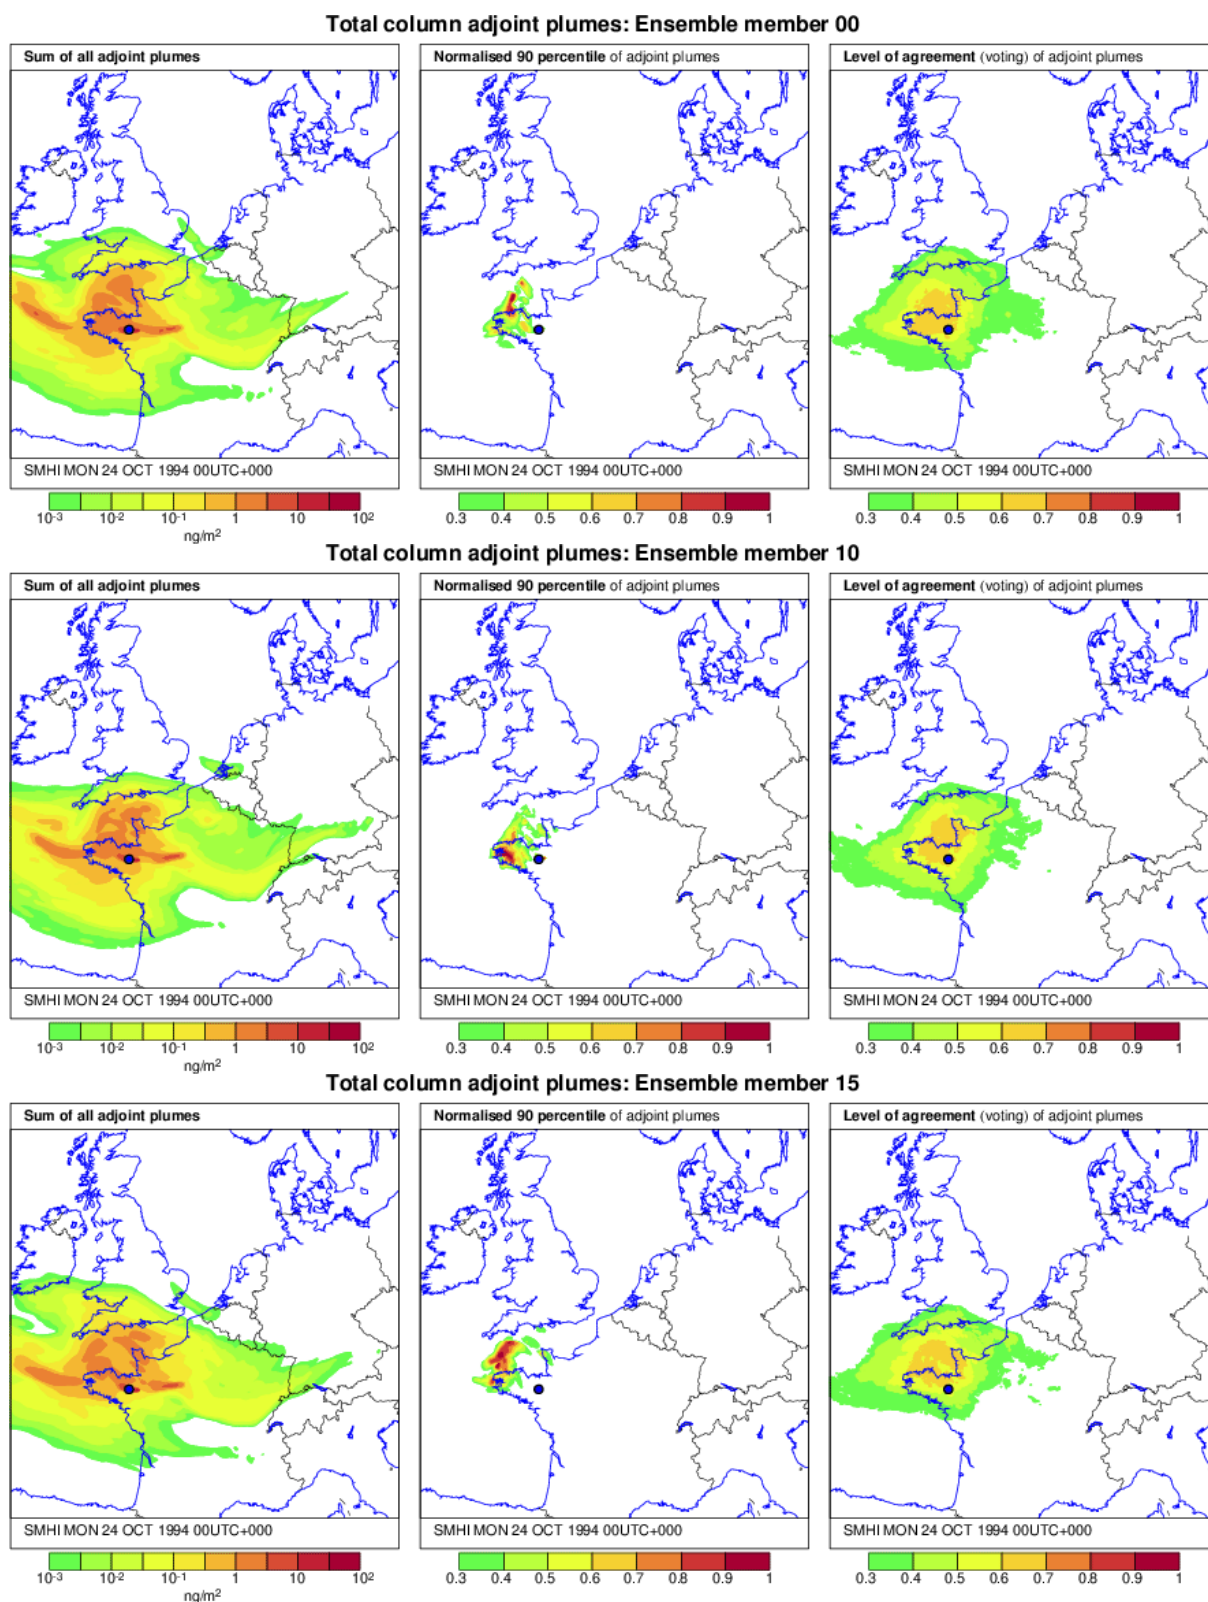 Total column adjoint plumes: Ensemble member 00
Sum of all adjoint plumes
Normalised 90 percentile of adjoint plumes
Level of agreement (voting) of adjoint plumes
SMHI MON 24 OCT 1994 00UTC+000
SMHI MON 24 OCT 1994 00UTC+000
SMHI MON 24 OCT 1994 00UTC+000
10⁻³ 10⁻² 10⁻¹ 1 10 10²
ng/m²
0.3 0.4 0.5 0.6 0.7 0.8 0.9 1
0.3 0.4 0.5 0.6 0.7 0.8 0.9 1
Total column adjoint plumes: Ensemble member 10
Sum of all adjoint plumes
Normalised 90 percentile of adjoint plumes
Level of agreement (voting) of adjoint plumes
SMHI MON 24 OCT 1994 00UTC+000
SMHI MON 24 OCT 1994 00UTC+000
SMHI MON 24 OCT 1994 00UTC+000
10⁻³ 10⁻² 10⁻¹ 1 10 10²
ng/m²
0.3 0.4 0.5 0.6 0.7 0.8 0.9 1
0.3 0.4 0.5 0.6 0.7 0.8 0.9 1
Total column adjoint plumes: Ensemble member 15
Sum of all adjoint plumes
Normalised 90 percentile of adjoint plumes
Level of agreement (voting) of adjoint plumes
SMHI MON 24 OCT 1994 00UTC+000
SMHI MON 24 OCT 1994 00UTC+000
SMHI MON 24 OCT 1994 00UTC+000
10⁻³ 10⁻² 10⁻¹ 1 10 10²
ng/m²
0.3 0.4 0.5 0.6 0.7 0.8 0.9 1
0.3 0.4 0.5 0.6 0.7 0.8 0.9 1